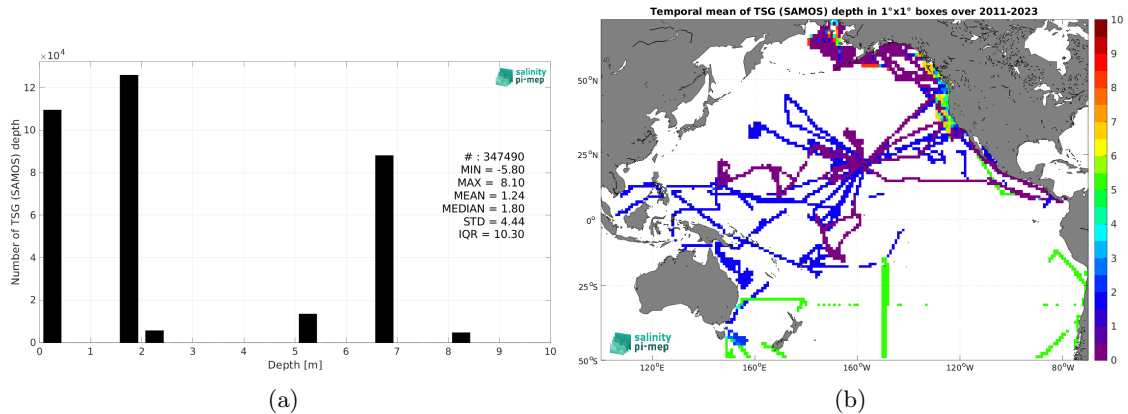 ×10⁴
12
10
8
6
4
2
0
Number of TSG (SAMOS) depth
salinity
pi-mep
# : 347490
MIN = -5.80
MAX = 8.10
MEAN = 1.24
MEDIAN = 1.80
STD = 4.44
IQR = 10.30
0 1 2 3 4 5 6 7 8 9 10
Depth [m]
(a)
Temporal mean of TSG (SAMOS) depth in 1°x1° boxes over 2011-2023
50°N
25°N
0°
25°S
50°S
salinity
pi-mep
120°E 160°E 160°W 120°W 80°W
10
9
8
7
6
5
4
3
2
1
0
(b)